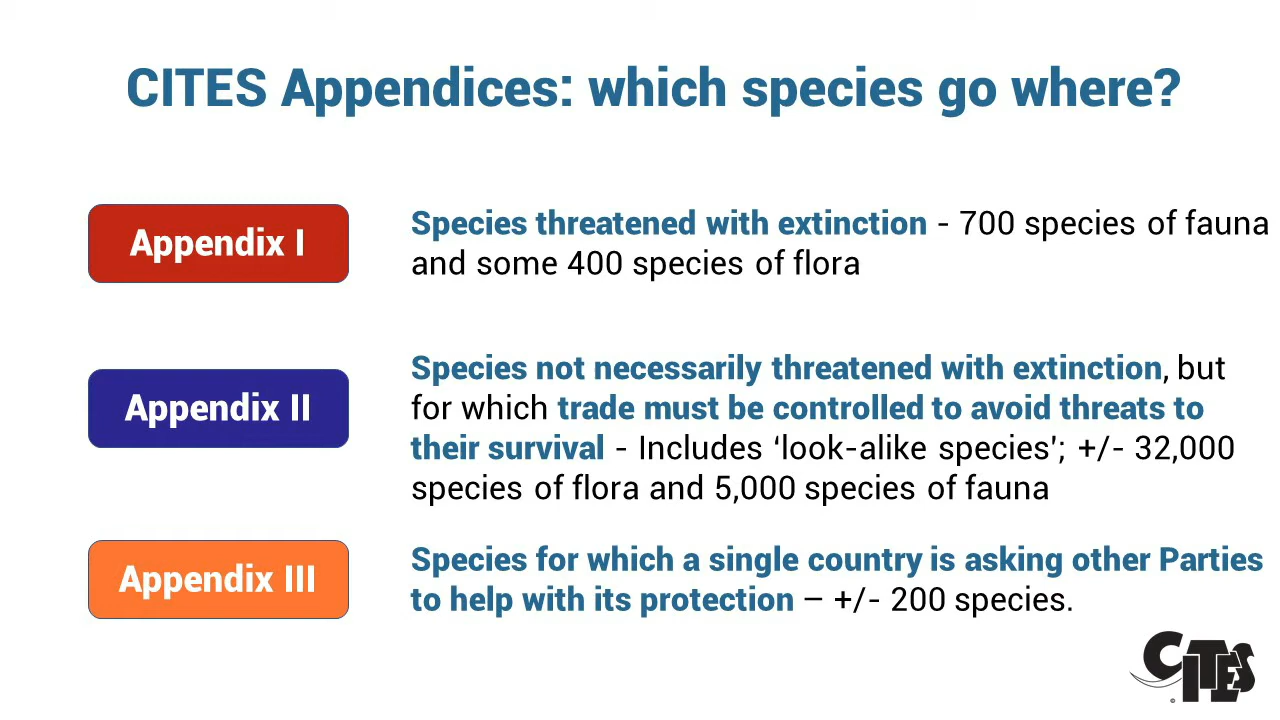 CITES Appendices: which species go where?
Appendix I
Species threatened with extinction - 700 species of fauna
and some 400 species of flora
Appendix II
Species not necessarily threatened with extinction, but
for which trade must be controlled to avoid threats to
their survival - Includes ‘look-alike species’; +/- 32,000
species of flora and 5,000 species of fauna
Appendix III
Species for which a single country is asking other Parties
to help with its protection – +/- 200 species.
CITES
©